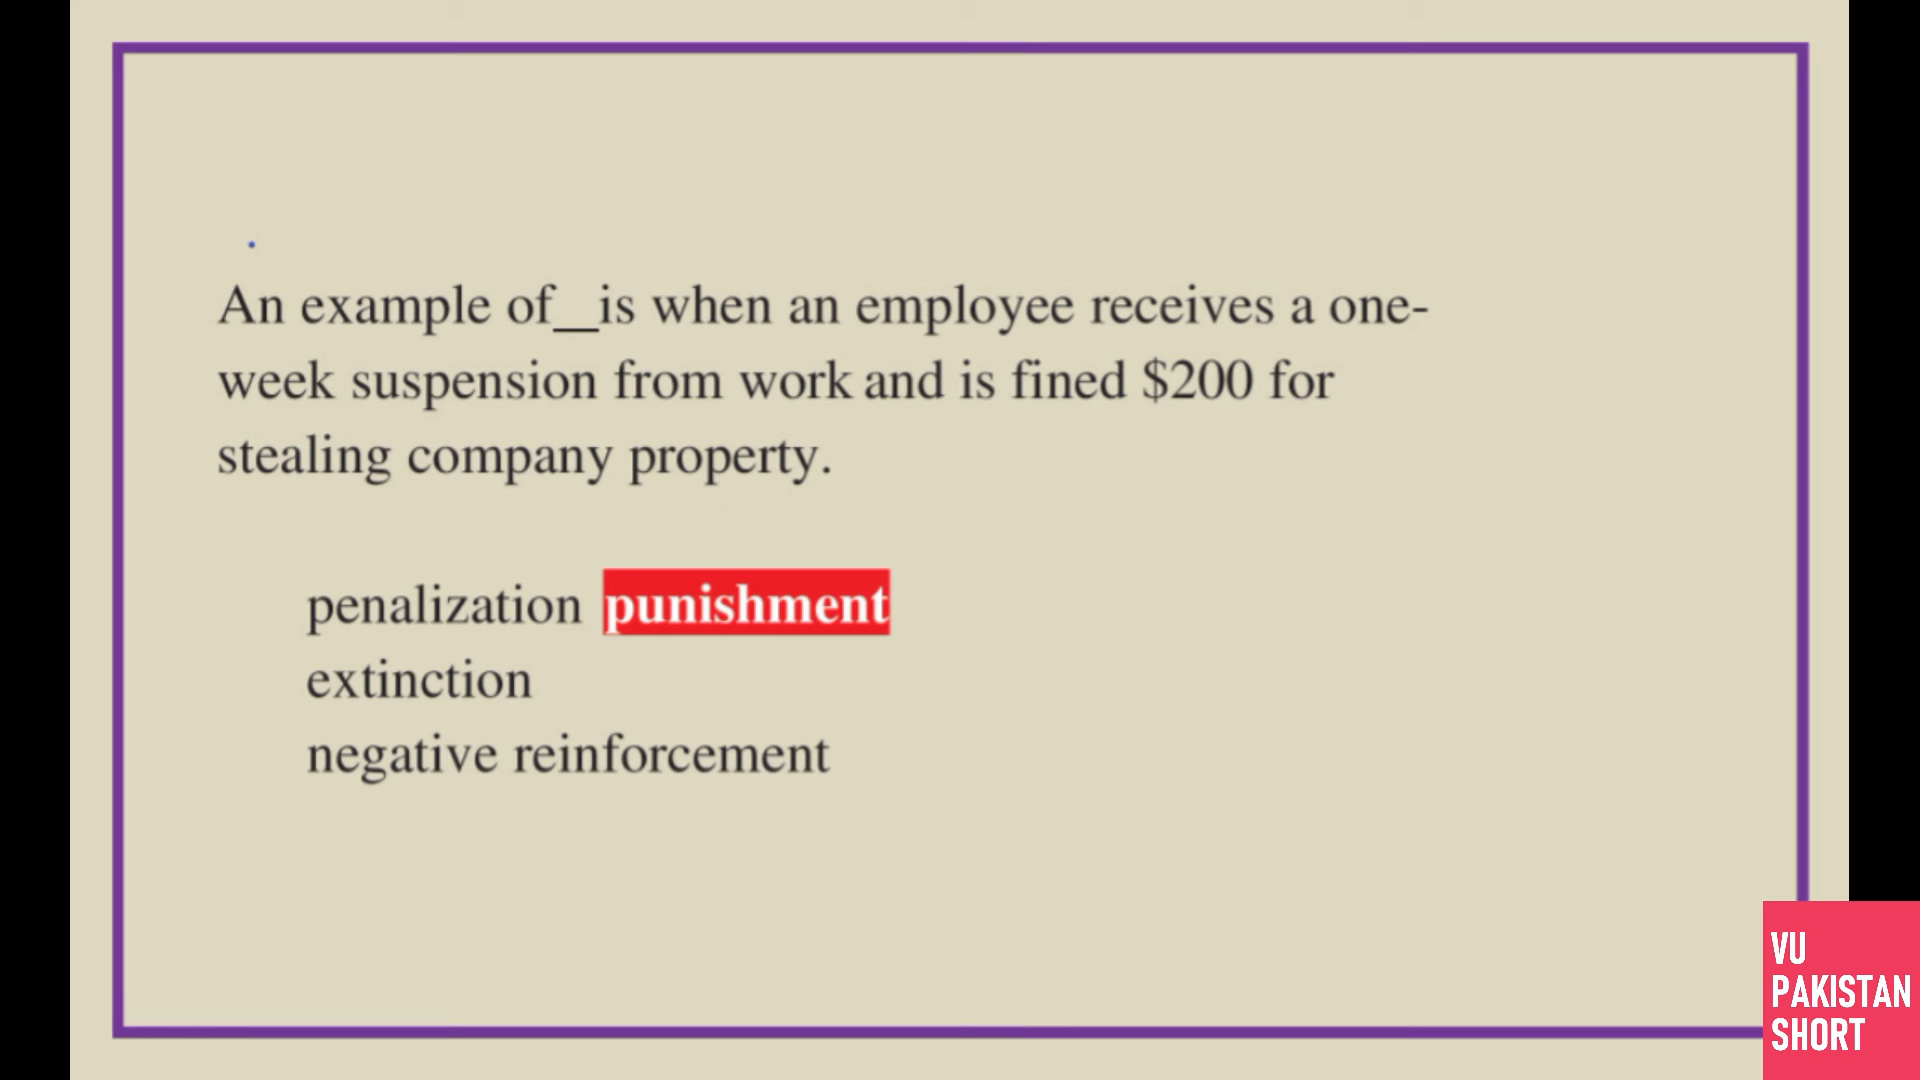 An example of__is when an employee receives a one-
week suspension from work and is fined $200 for
stealing company property.
penalization punishment
extinction
negative reinforcement
VU
PAKISTAN
SHORT